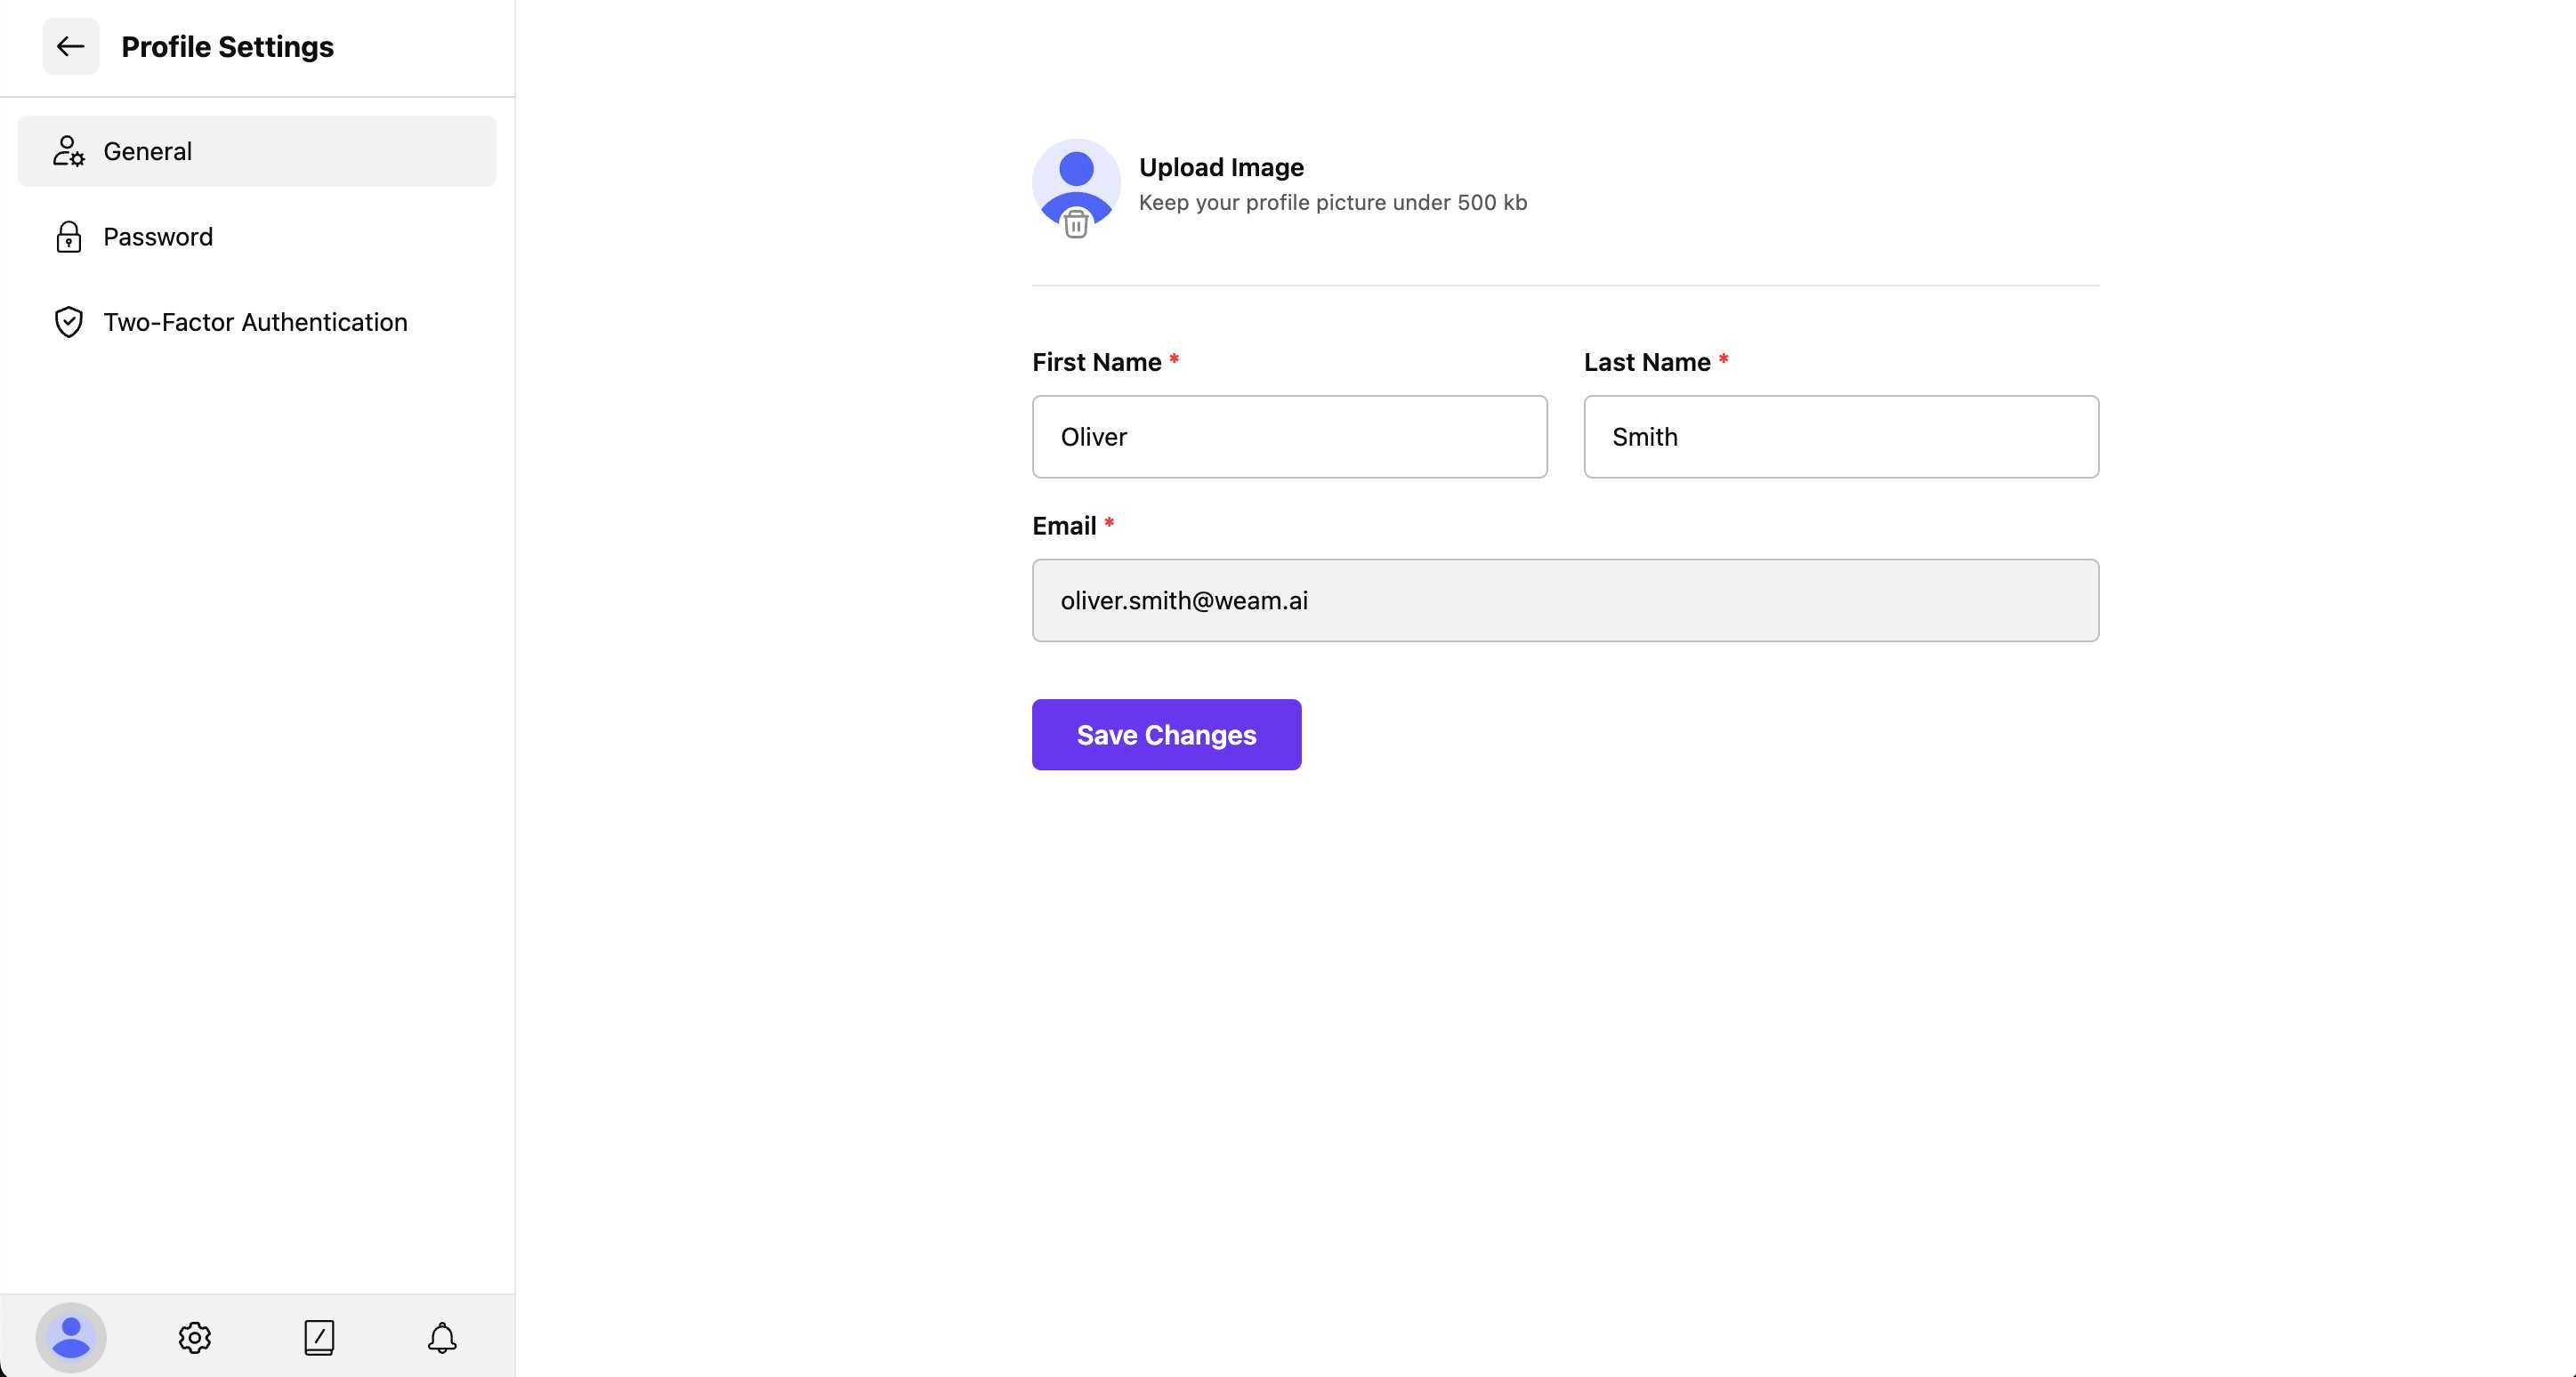 Profile Settings
General
Password
Two-Factor Authentication
Upload Image
Keep your profile picture under 500 kb
First Name *
Last Name *
Oliver
Smith
Email *
oliver.smith@weam.ai
Save Changes